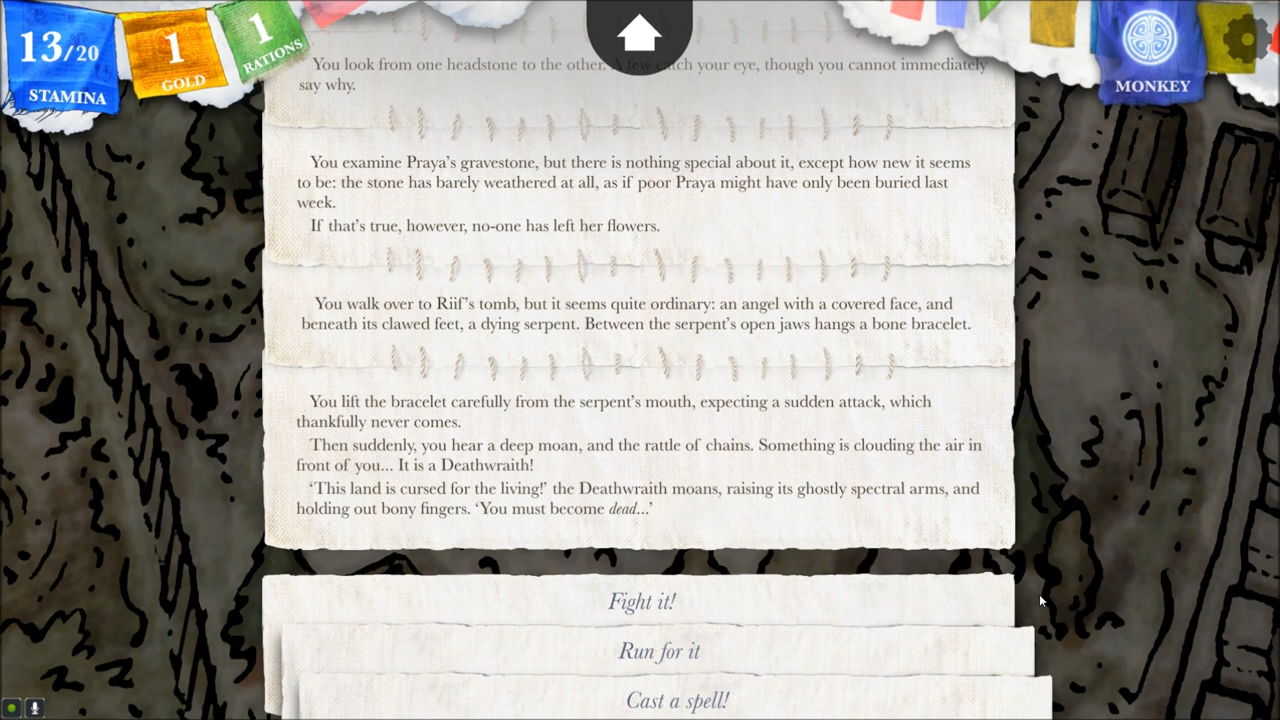 13/20
STAMINA
1
GOLD
1
RATIONS
MONKEY
You look from one headstone to the other. A few catch your eye, though you cannot immediately
say why.
You examine Praya's gravestone, but there is nothing special about it, except how new it seems
to be: the stone has barely weathered at all, as if poor Praya might have only been buried last
week.
If that's true, however, no-one has left her flowers.
You walk over to Riif's tomb, but it seems quite ordinary: an angel with a covered face, and
beneath its clawed feet, a dying serpent. Between the serpent's open jaws hangs a bone bracelet.
You lift the bracelet carefully from the serpent's mouth, expecting a sudden attack, which
thankfully never comes.
Then suddenly, you hear a deep moan, and the rattle of chains. Something is clouding the air in
front of you... It is a Deathwraith!
'This land is cursed for the living!' the Deathwraith moans, raising its ghostly spectral arms, and
holding out bony fingers. 'You must become dead...'
Fight it!
Run for it
Cast a spell!